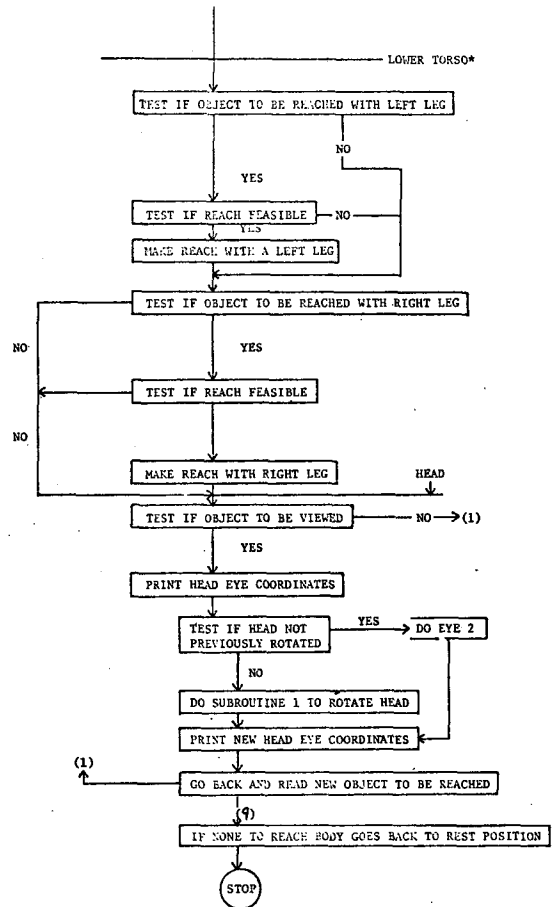 LOWER TORSO*
TEST IF OBJECT TO BE REACHED WITH LEFT LEG
NO
YES
TEST IF REACH FEASIBLE
NO
YES
MAKE REACH WITH A LEFT LEG
TEST IF OBJECT TO BE REACHED WITH RIGHT LEG
NO
YES
TEST IF REACH FEASIBLE
NO
MAKE REACH WITH RIGHT LEG
HEAD
TEST IF OBJECT TO BE VIEWED
NO
(1)
YES
PRINT HEAD EYE COORDINATES
TEST IF HEAD NOT
PREVIOUSLY ROTATED
YES
DO EYE 2
NO
DO SUBROUTINE 1 TO ROTATE HEAD
PRINT NEW HEAD EYE COORDINATES
(1)
GO BACK AND READ NEW OBJECT TO BE REACHED
(9)
IF NONE TO REACH BODY GOES BACK TO REST POSITION
STOP